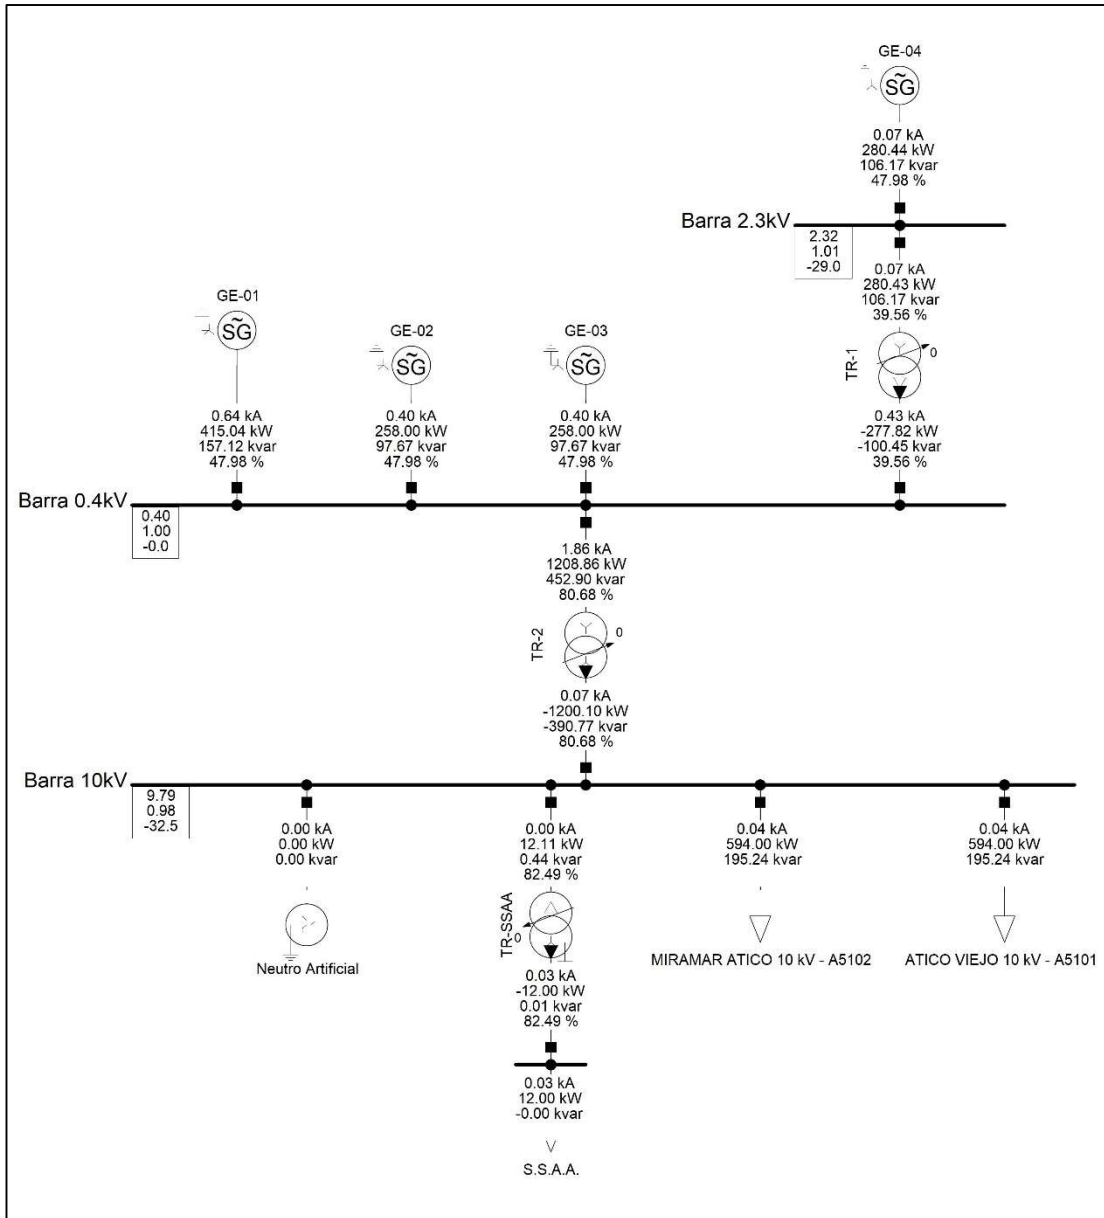 GE-04
SG
0.07 kA
280.44 kW
106.17 kvar
47.98 %
Barra 2.3kV
2.32
1.01
-29.0
0.07 kA
280.43 kW
106.17 kvar
39.56 %
TR-1
0
0.43 kA
-277.82 kW
-100.45 kvar
39.56 %
GE-01
SG
0.64 kA
415.04 kW
157.12 kvar
47.98 %
GE-02
SG
0.40 kA
258.00 kW
97.67 kvar
47.98 %
GE-03
SG
0.40 kA
258.00 kW
97.67 kvar
47.98 %
Barra 0.4kV
0.40
1.00
-0.0
1.86 kA
1208.86 kW
452.90 kvar
80.68 %
TR-2
0
0.07 kA
-1200.10 kW
-390.77 kvar
80.68 %
Barra 10kV
9.79
0.98
-32.5
0.00 kA
0.00 kW
0.00 kvar
Neutro Artificial
0.00 kA
12.11 kW
0.44 kvar
82.49 %
TR-SSAA
0
0.03 kA
-12.00 kW
0.01 kvar
82.49 %
0.03 kA
12.00 kW
-0.00 kvar
S.S.A.A.
0.04 kA
594.00 kW
195.24 kvar
MIRAMAR ATICO 10 kV - A5102
0.04 kA
594.00 kW
195.24 kvar
ATICO VIEJO 10 kV - A5101